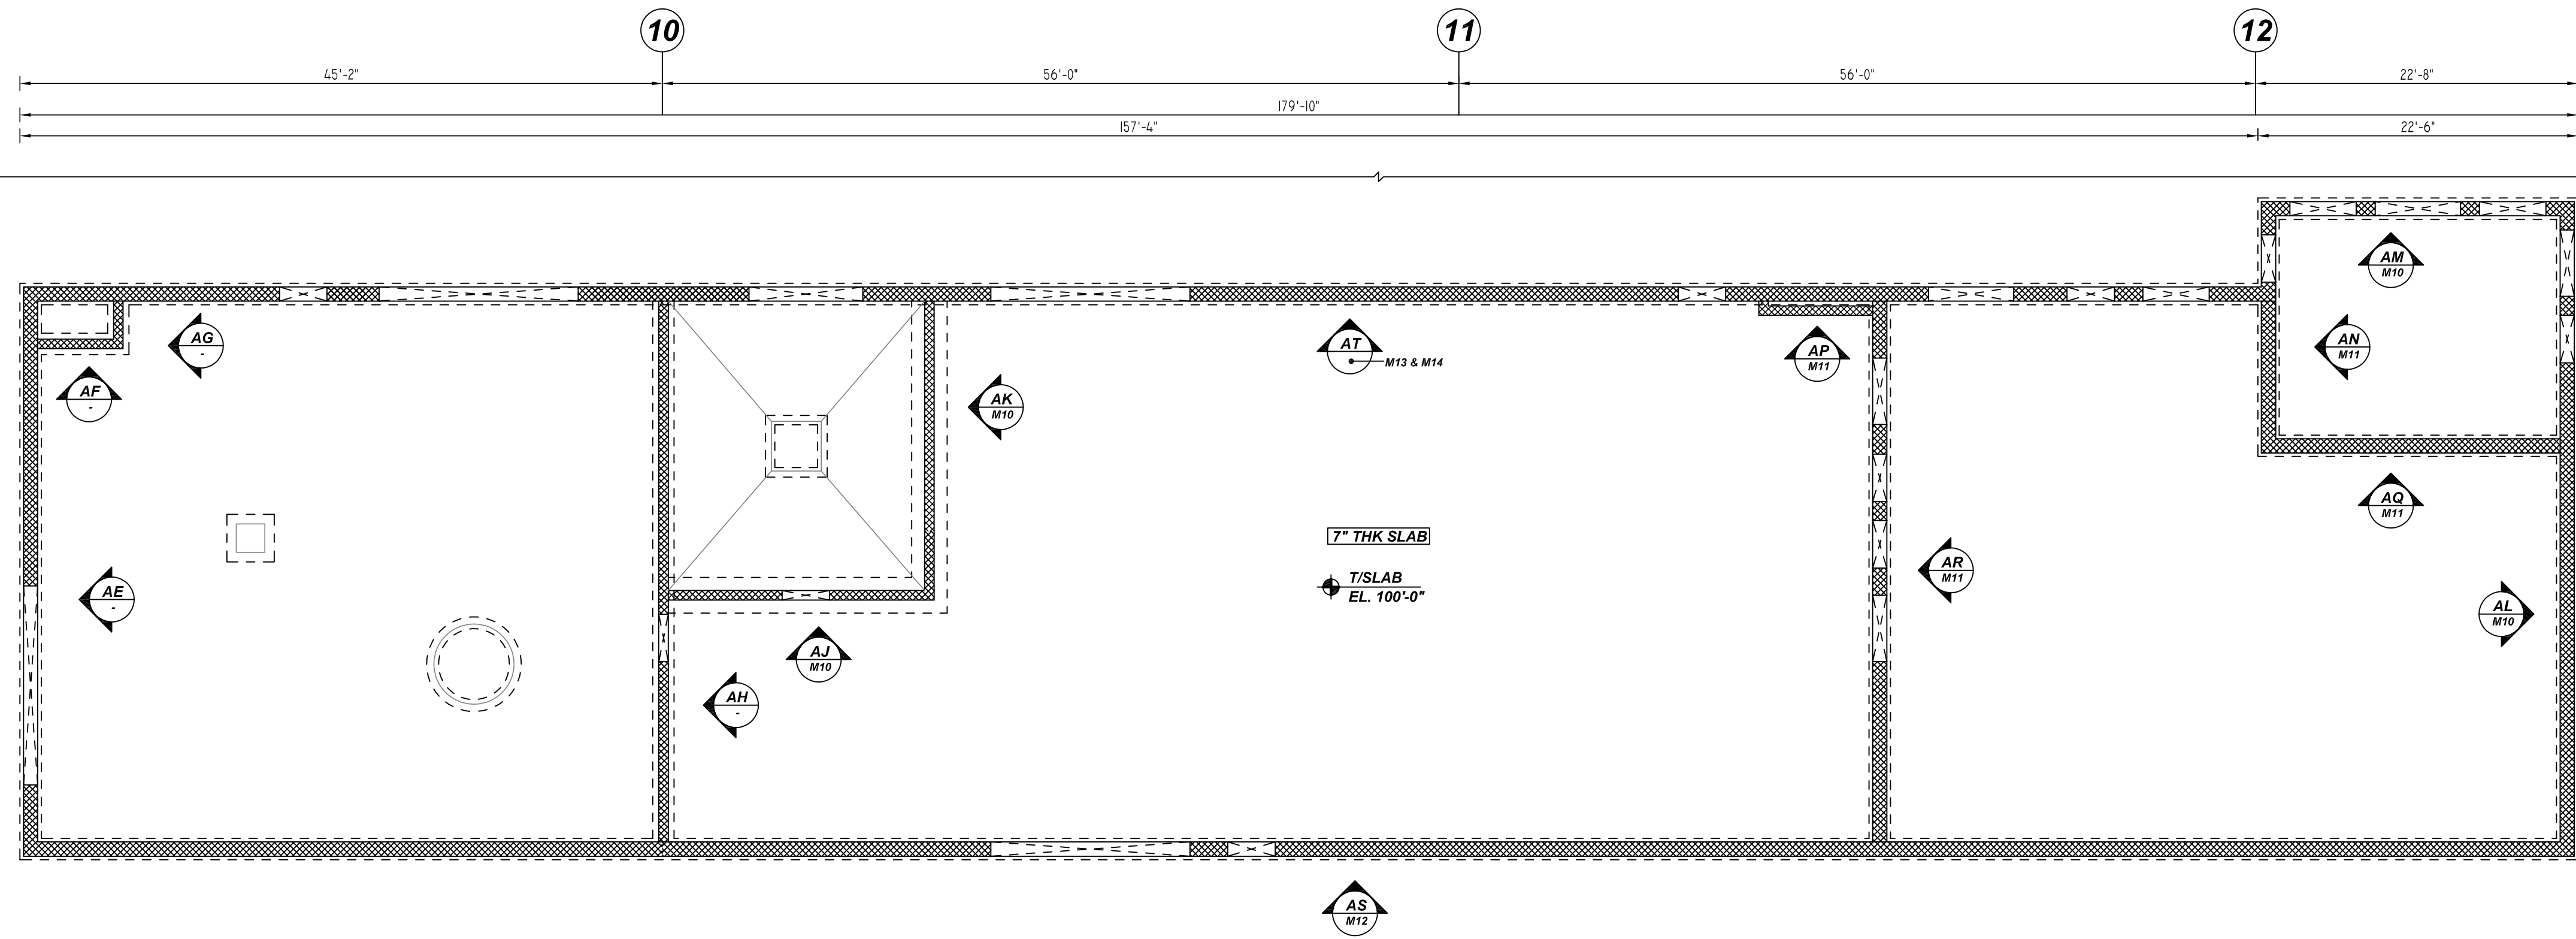 10 11 12
45'-2" 56'-0" 56'-0" 22'-8"
179'-10"
157'-4" 22'-6"
AM
M10
AG
-
AT
M13 & M14
AP
M11
AN
M11
AF
-
AK
M10
AQ
M11
7" THK SLAB
AE
-
T/SLAB
EL. 100'-0"
AR
M11
AL
M10
AJ
M10
AH
-
AS
M12